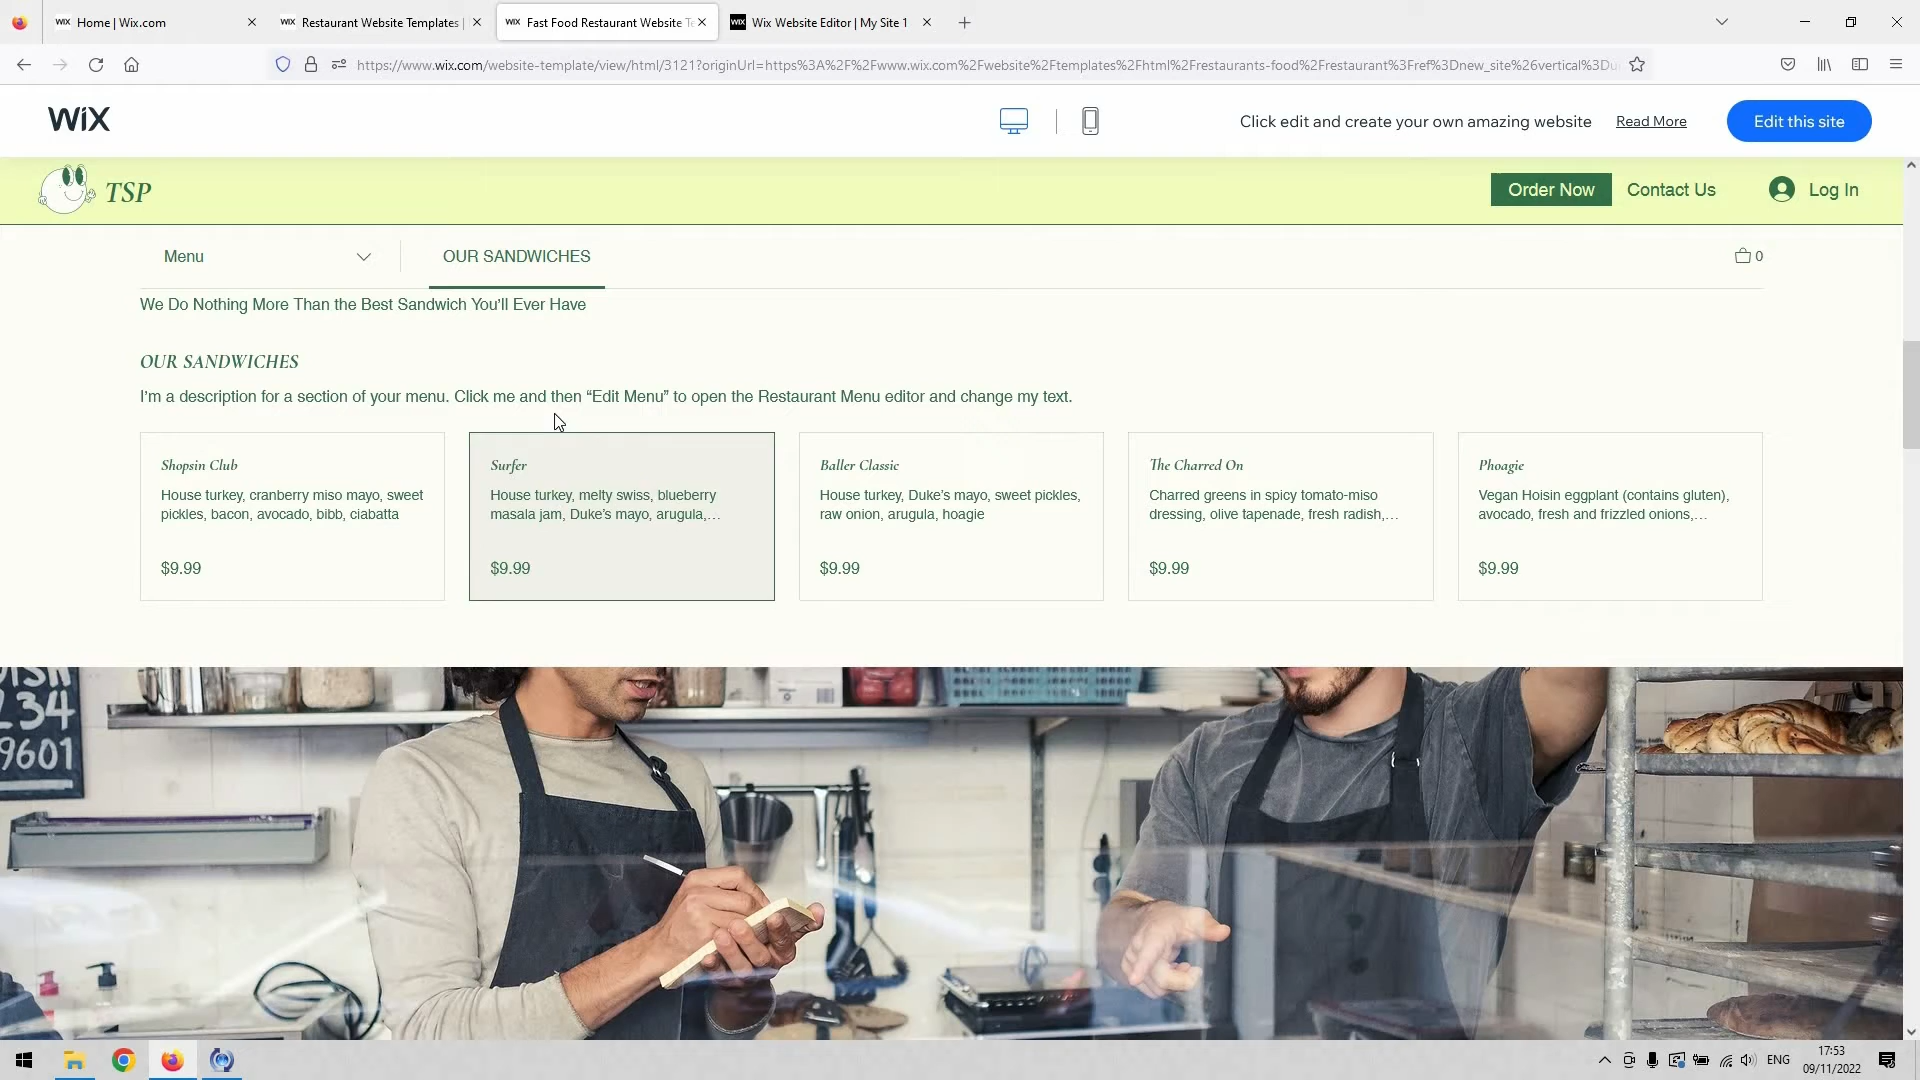 Home | Wix.com
Restaurant Website Templates |
Fast Food Restaurant Website Te
Wix Website Editor | My Site 1
https://www.wix.com/website-template/view/html/3121?originUrl=https%3A%2F%2Fwww.wix.com%2Fwebsite%2Ftemplates%2Fhtml%2Frestaurants-food%2Frestaurant%3Fref%3Dnew_site%26vertical%3Du
WiX
Click edit and create your own amazing website
Read More
Edit this site
TSP
Order Now
Contact Us
Log In
Menu
OUR SANDWICHES
0
We Do Nothing More Than the Best Sandwich You’ll Ever Have
OUR SANDWICHES
I’m a description for a section of your menu. Click me and then “Edit Menu” to open the Restaurant Menu editor and change my text.
Shopsin Club
House turkey, cranberry miso mayo, sweet
pickles, bacon, avocado, bibb, ciabatta
$9.99
Surfer
House turkey, melty swiss, blueberry
masala jam, Duke’s mayo, arugula,…
$9.99
Baller Classic
House turkey, Duke’s mayo, sweet pickles,
raw onion, arugula, hoagie
$9.99
The Charred On
Charred greens in spicy tomato-miso
dressing, olive tapenade, fresh radish,…
$9.99
Phoagie
Vegan Hoisin eggplant (contains gluten),
avocado, fresh and frizzled onions,…
$9.99
234
9601
ENG
17:53
09/11/2022